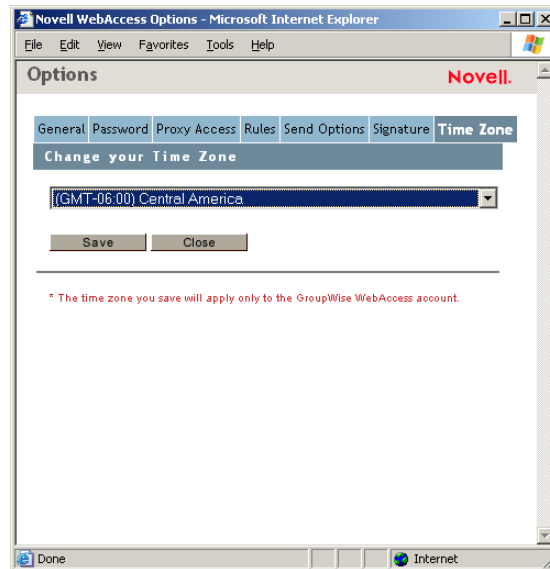 Novell WebAccess Options - Microsoft Internet Explorer
File Edit View Favorites Tools Help
Options Novell.
General Password Proxy Access Rules Send Options Signature Time Zone
Change your Time Zone
(GMT-06:00) Central America
Save Close
* The time zone you save will apply only to the GroupWise WebAccess account.
Done Internet